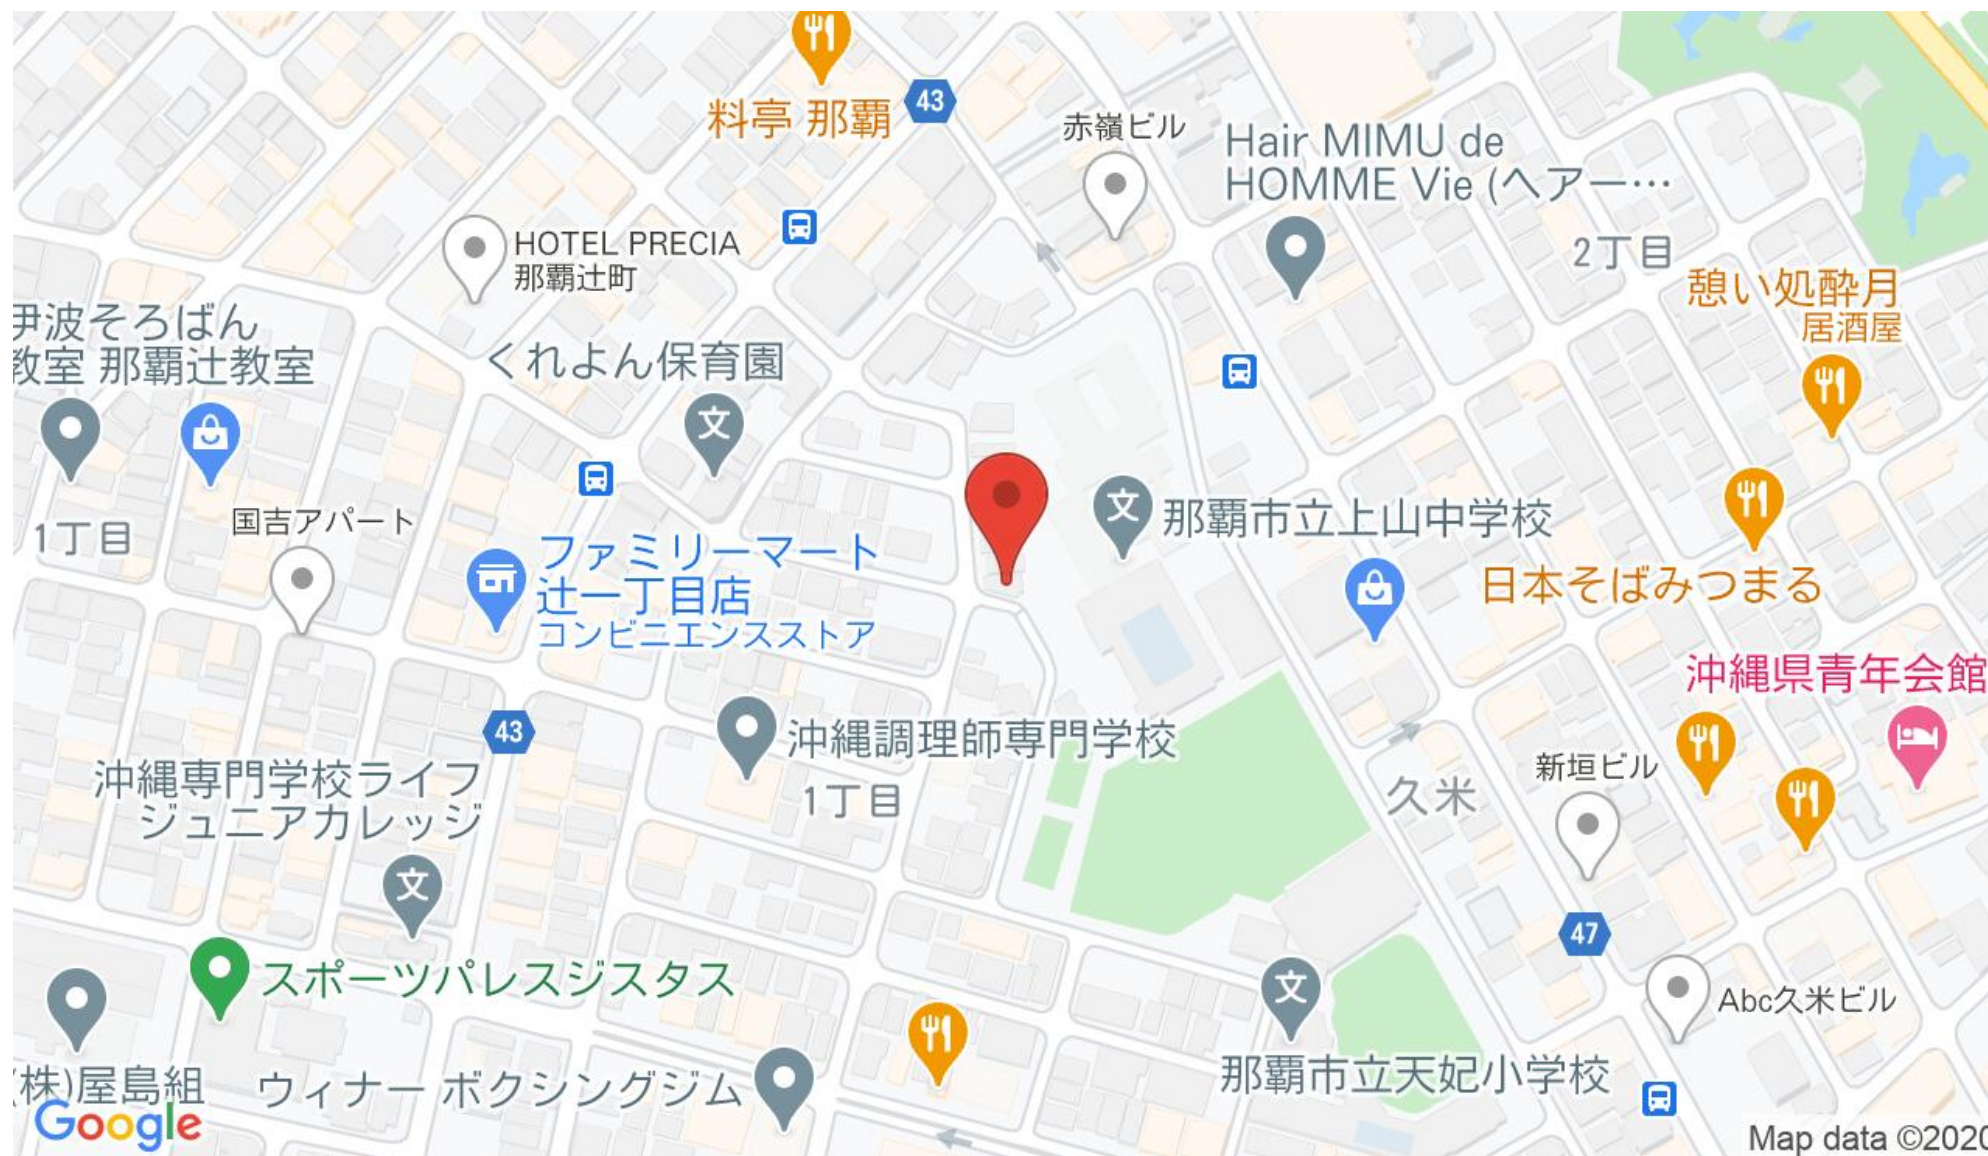 料亭 那覇
43
赤嶺ビル
Hair MIMU de
HOMME Vie (ヘアー…
HOTEL PRECIA
那覇辻町
2丁目
憩い処酔月
居酒屋
伊波そろばん
教室 那覇辻教室
くれよん保育園
文
1丁目
国吉アパート
ファミリーマート
辻一丁目店
コンビニエンスストア
文
那覇市立上山中学校
日本そばみつまる
沖縄県青年会館
43
沖縄調理師専門学校
1丁目
久米
新垣ビル
沖縄専門学校ライフ
ジュニアカレッジ
文
47
スポーツパレスジスタス
文
Abc久米ビル
那覇市立天妃小学校
(株)屋島組
ウィナー ボクシングジム
Google
Map data ©2020